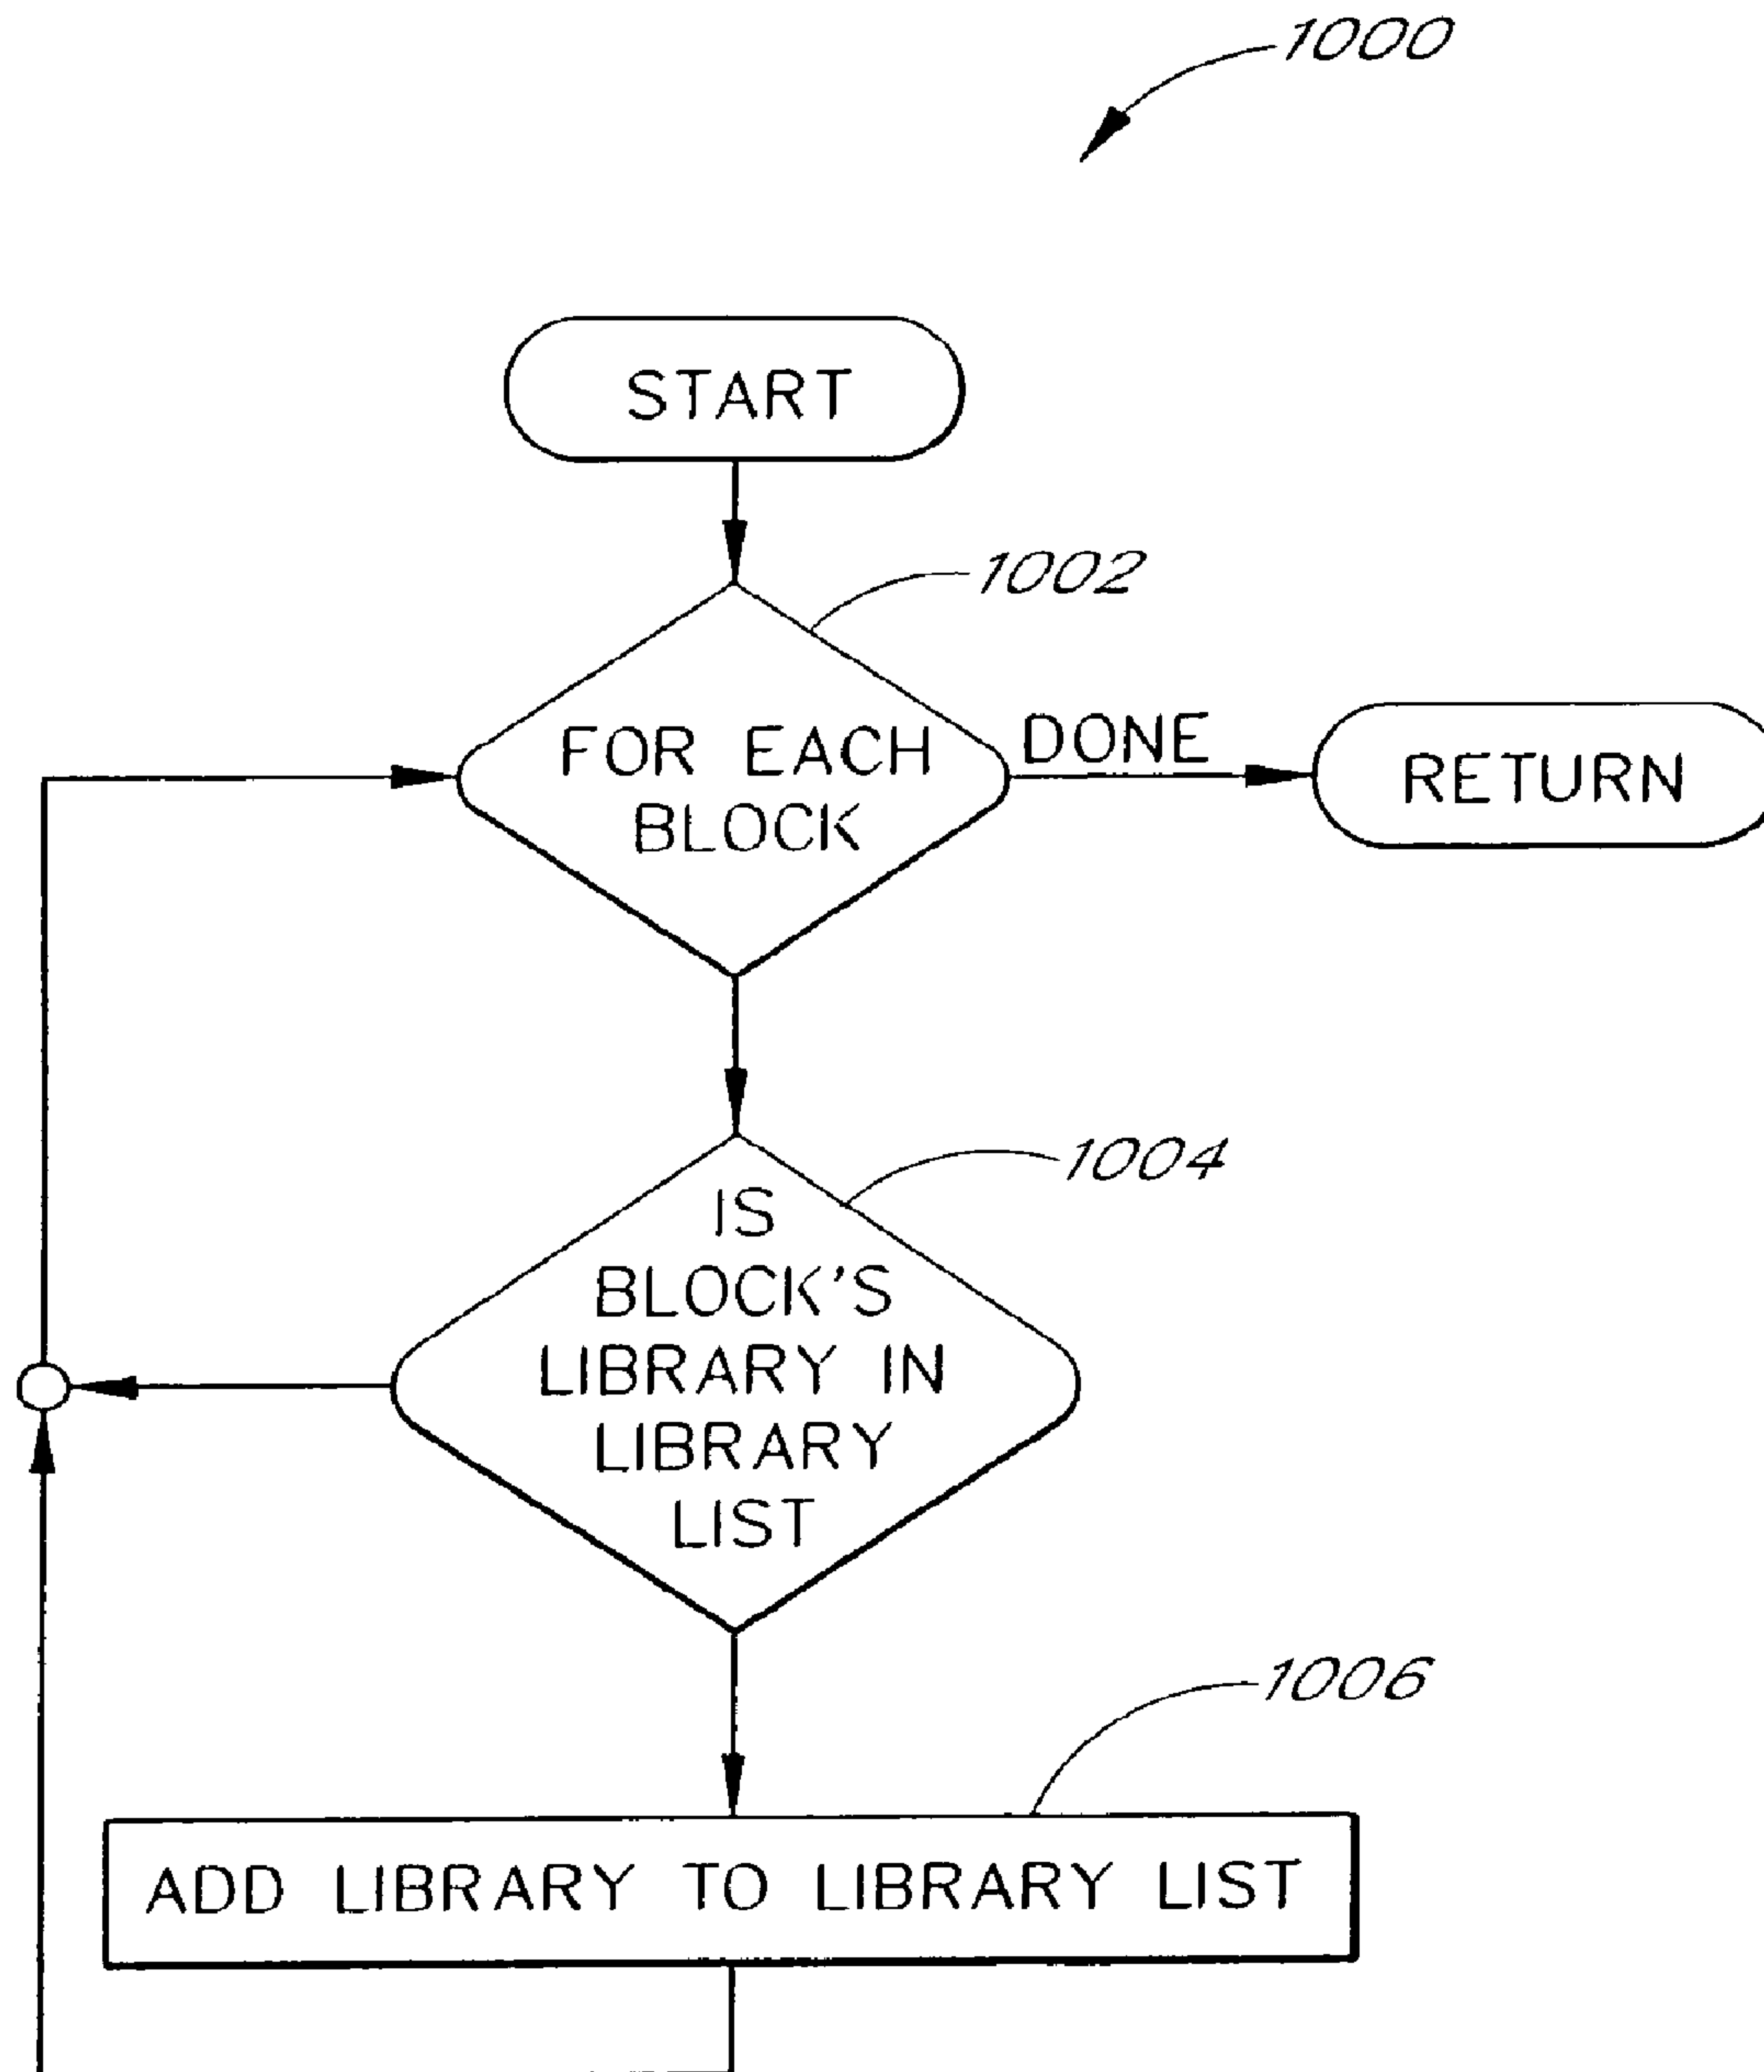 1000
START
1002
FOR EACH
BLOCK
DONE
RETURN
1004
IS
BLOCK'S
LIBRARY IN
LIBRARY
LIST
1006
ADD LIBRARY TO LIBRARY LIST